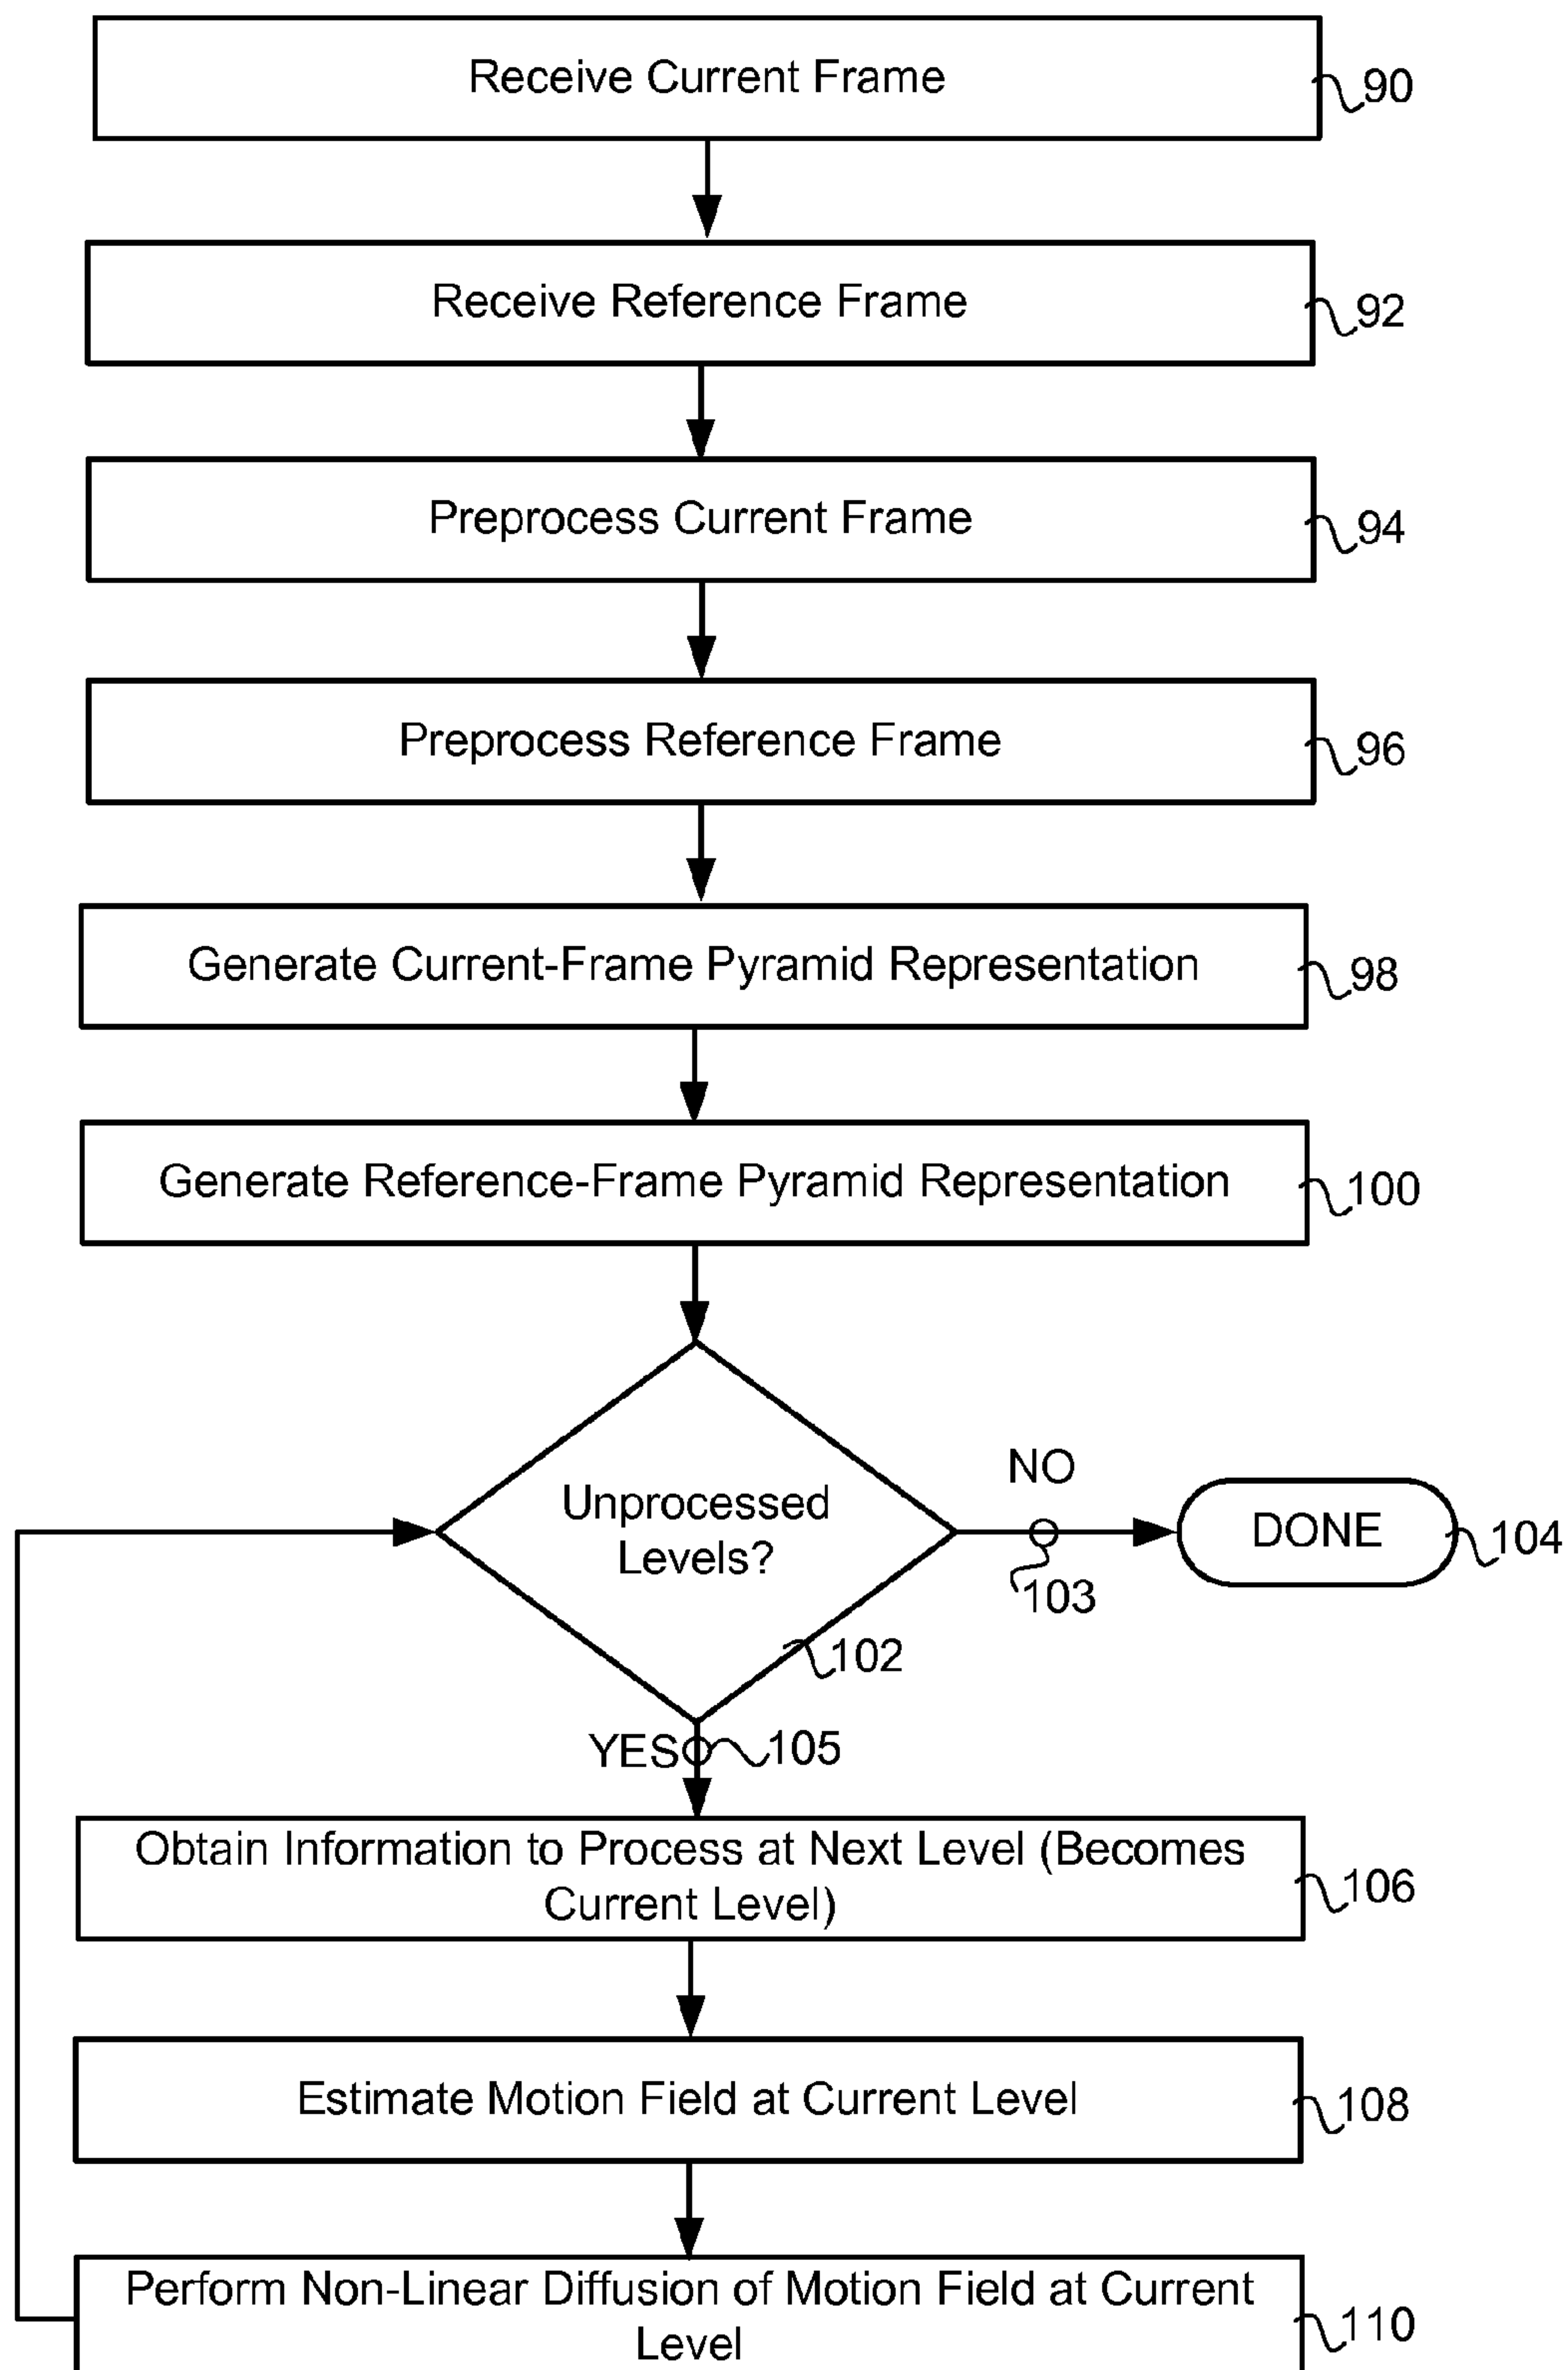 Receive Current Frame
90
Receive Reference Frame
92
Preprocess Current Frame
94
Preprocess Reference Frame
96
Generate Current-Frame Pyramid Representation
98
Generate Reference-Frame Pyramid Representation
100
Unprocessed
Levels?
102
NO
103
DONE
104
YES
105
Obtain Information to Process at Next Level (Becomes
Current Level)
106
Estimate Motion Field at Current Level
108
Perform Non-Linear Diffusion of Motion Field at Current
Level
110